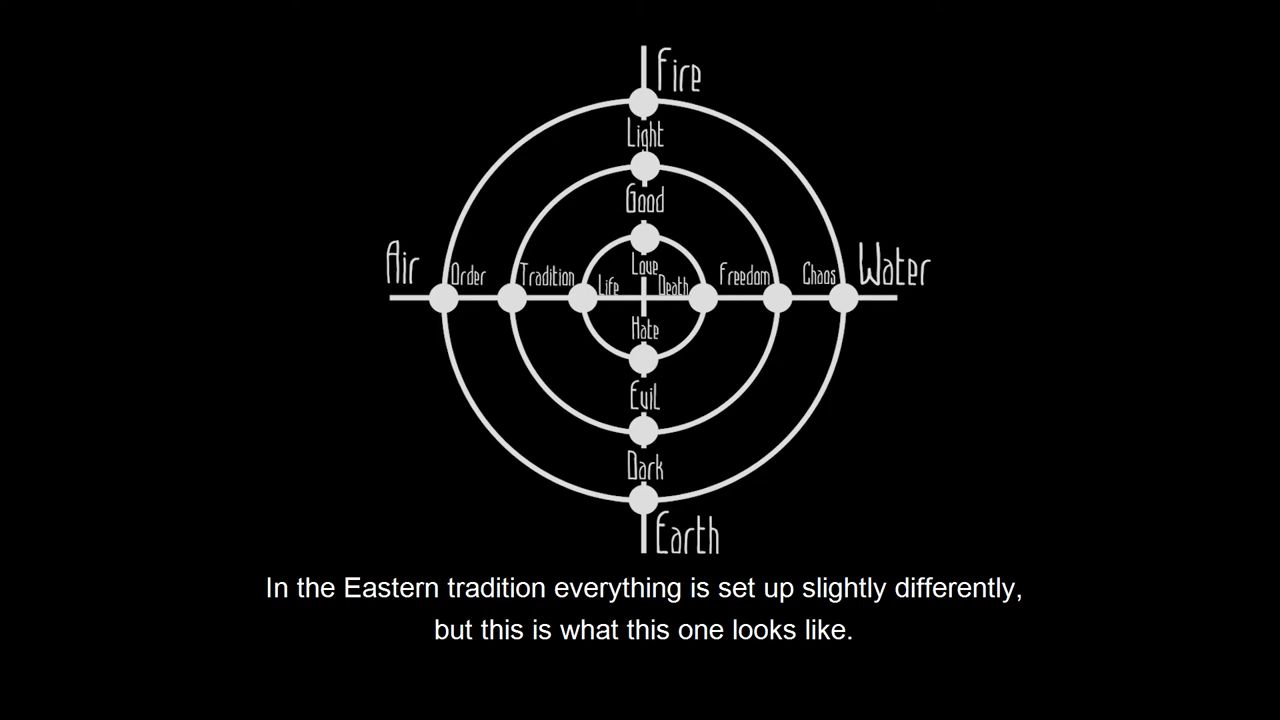 Fire
Light
Good
Air
Order
Tradition
Life
Love
Death
Freedom
Chaos
Water
Hate
Evil
Dark
Earth
In the Eastern tradition everything is set up slightly differently,
but this is what this one looks like.